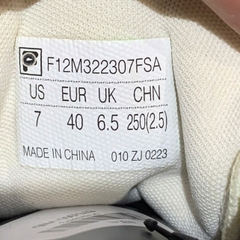 F12M322307FSA
US EUR UK CHN
7 40 6.5 250(2.5)
MADE IN CHINA 010 ZJ 0223